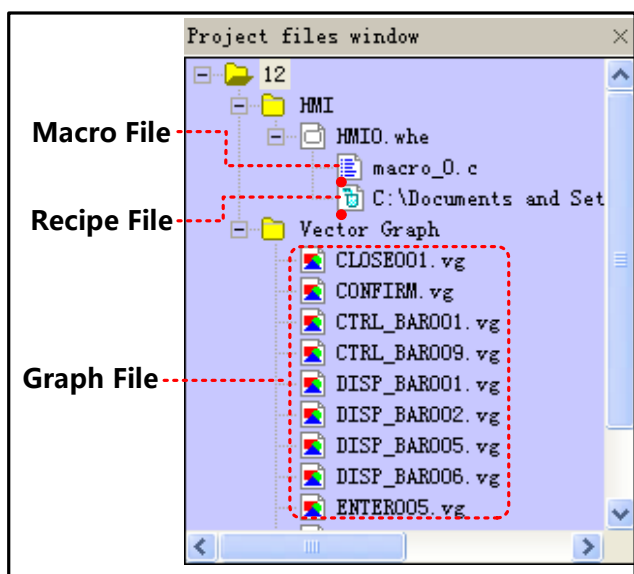 Project files window
12
HMI
HMI0.whe
Macro File
macro_0.c
Recipe File
C:\Documents and Set
Vector Graph
CLOSE001.vg
CONFIRM.vg
CTRL_BAR001.vg
CTRL_BAR009.vg
Graph File
DISP_BAR001.vg
DISP_BAR002.vg
DISP_BAR005.vg
DISP_BAR006.vg
ENTER005.vg